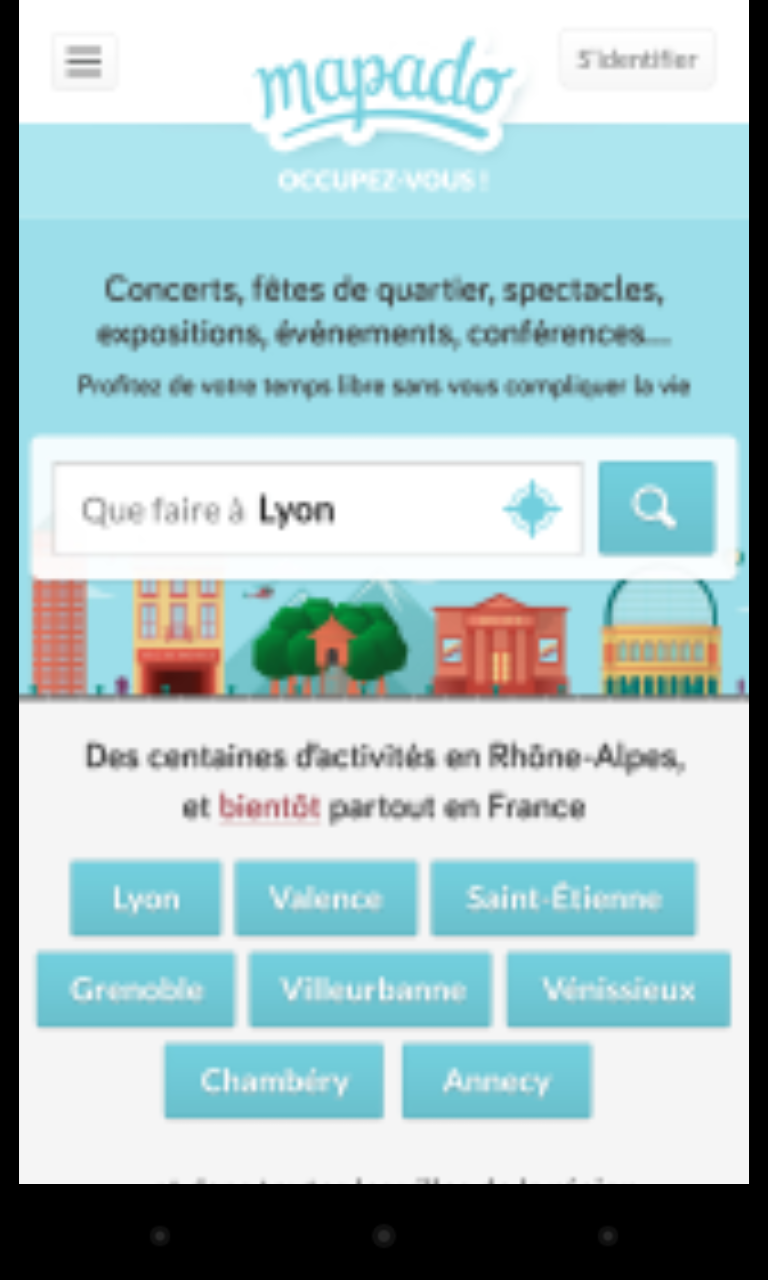 mapado
S'identifier
OCCUPEZ-VOUS !
Concerts, fêtes de quartier, spectacles,
expositions, événements, conférences...
Profitez de votre temps libre sans vous compliquer la vie
Que faire à Lyon
Des centaines d'activités en Rhône-Alpes,
et bientôt partout en France
Lyon Valence Saint-Étienne
Grenoble Villeurbanne Vénissieux
Chambéry Annecy